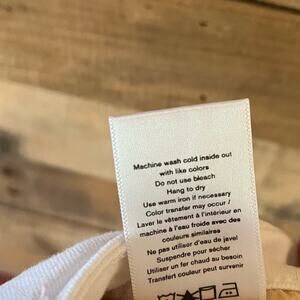 Machine wash cold inside out
with like colors
Do not use bleach
Hang to dry
Use warm iron if necessary
Color transfer may occur /
Laver le vêtement à l'intérieur en
machine à l'eau froide avec des
couleurs similaires
Ne pas utiliser d'eau de javel
Suspendre pour sécher
Utiliser un fer chaud au besoin
Transfert couleur peut survenir